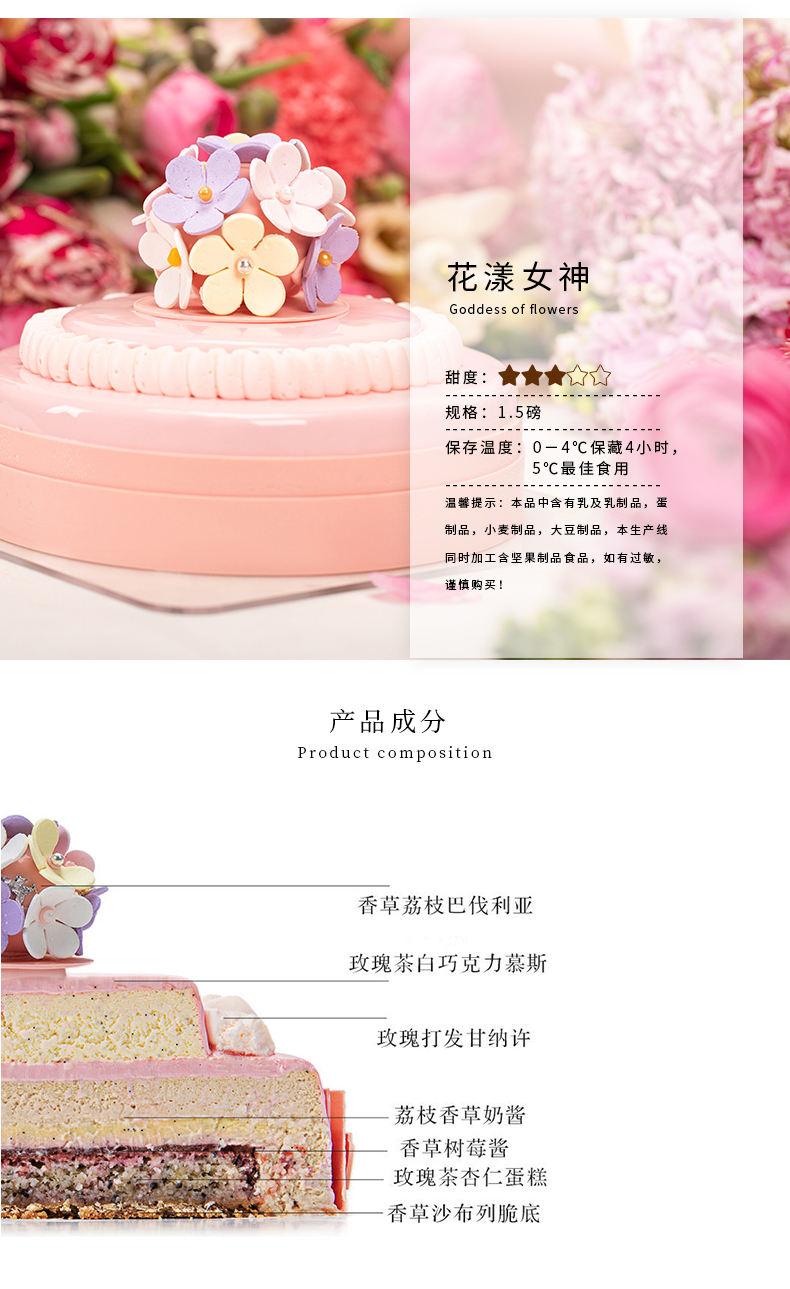 花漾女神
Goddess of flowers
甜度：
规格：1.5磅
保存温度：0－4℃保藏4小时，
5℃最佳食用
温馨提示：本品中含有乳及乳制品，蛋
制品，小麦制品，大豆制品，本生产线
同时加工含坚果制品食品，如有过敏，
谨慎购买！
产品成分
Product composition
香草荔枝巴伐利亚
玫瑰茶白巧克力慕斯
玫瑰打发甘纳许
荔枝香草奶酱
香草树莓酱
玫瑰茶杏仁蛋糕
香草沙布列脆底